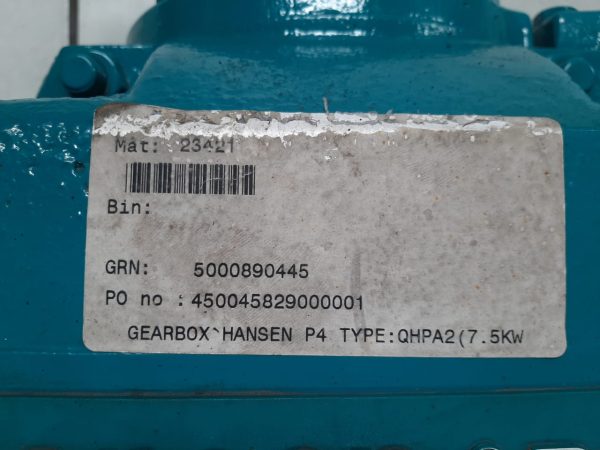 Mat: 23421
Bin:
GRN: 5000890445
PO no : 450045829000001
GEARBOX`HANSEN P4 TYPE:QHPA2(7.5KW